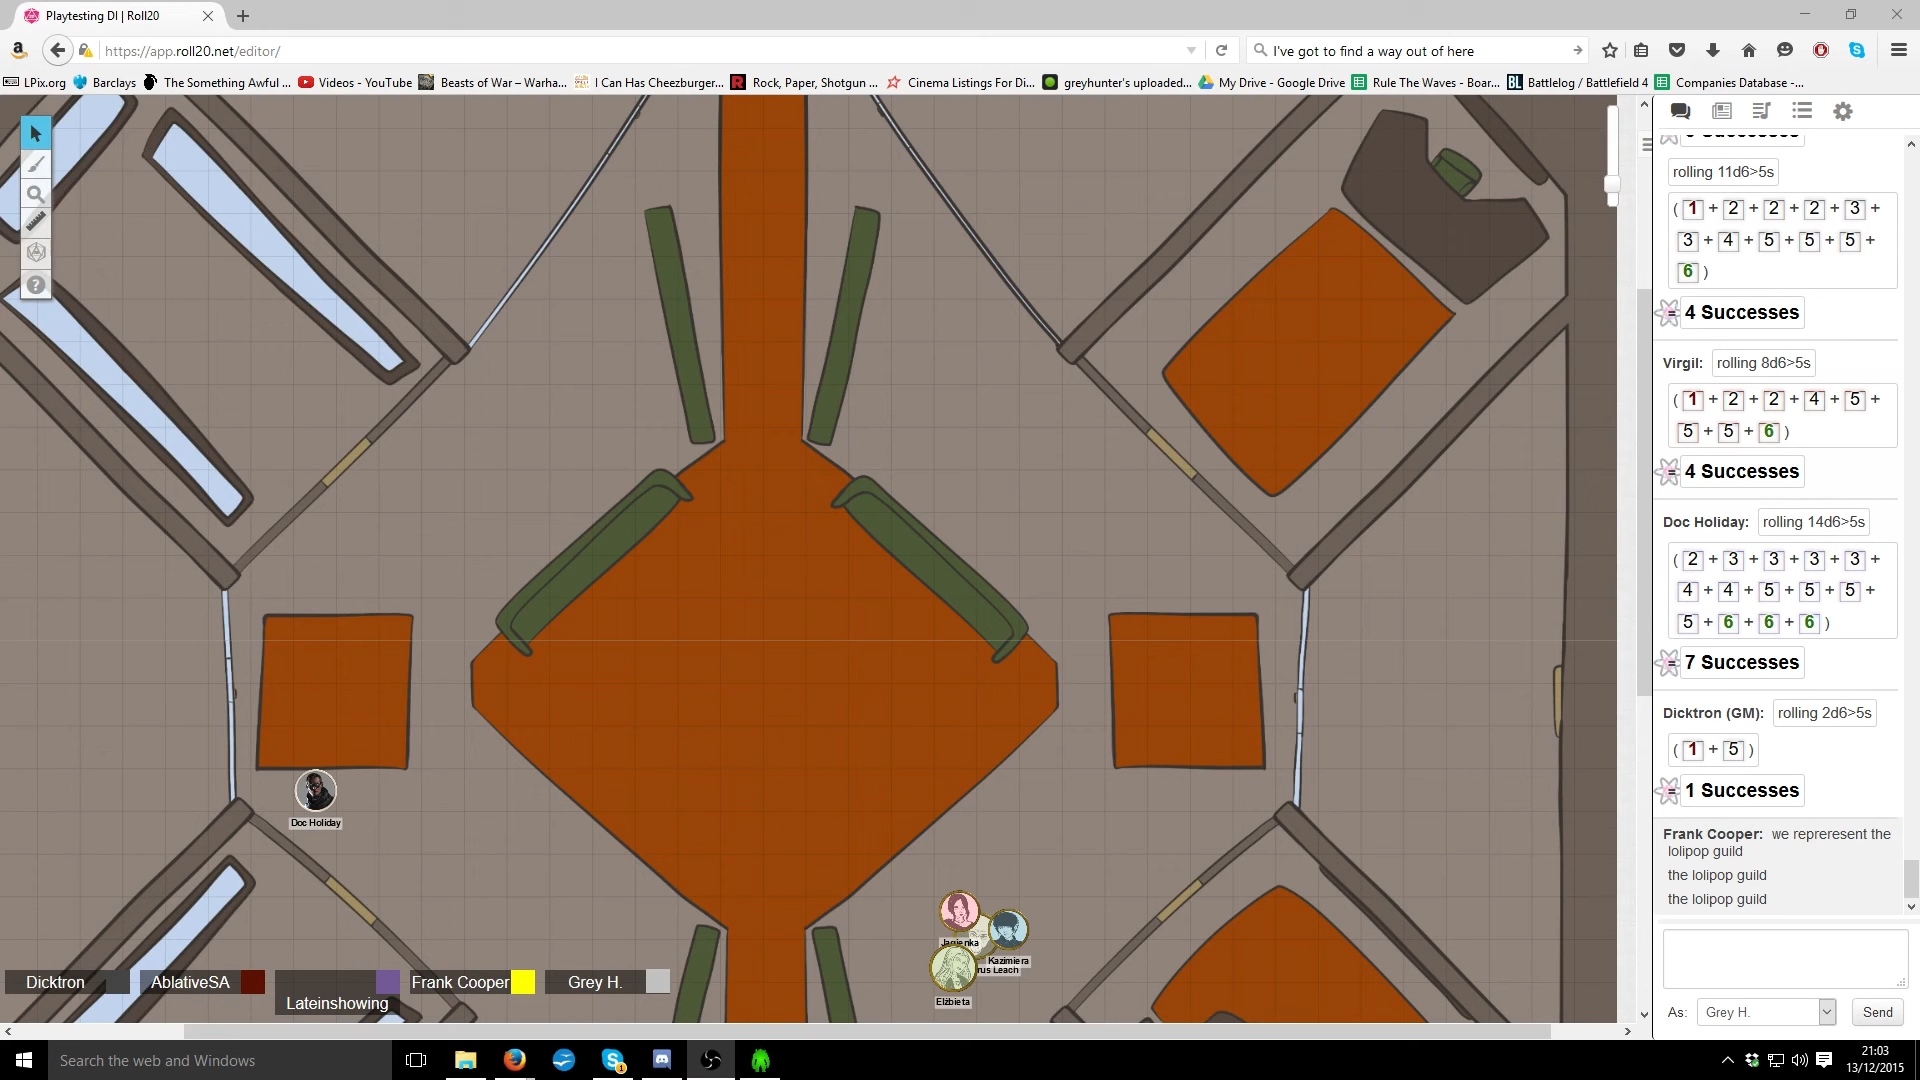 Playtesting DI | Roll20
https://app.roll20.net/editor/
I've got to find a way out of here
LPix.org
Barclays
The Something Awful ...
Videos - YouTube
Beasts of War – Warha...
I Can Has Cheezburger...
Rock, Paper, Shotgun ...
Cinema Listings For Di...
greyhunter's uploaded...
My Drive - Google Drive
Rule The Waves - Boar...
Battlelog / Battlefield 4
Companies Database -...
rolling 11d6>5s
( 1 + 2 + 2 + 2 + 3 +
3 + 4 + 5 + 5 + 5 +
6 )
= 4 Successes
Virgil: rolling 8d6>5s
( 1 + 2 + 2 + 4 + 5 +
5 + 5 + 6 )
= 4 Successes
Doc Holiday: rolling 14d6>5s
( 2 + 3 + 3 + 3 + 3 +
4 + 4 + 5 + 5 + 5 +
5 + 6 + 6 + 6 )
= 7 Successes
Dicktron (GM): rolling 2d6>5s
( 1 + 5 )
= 1 Successes
Frank Cooper: we repreresent the
lolipop guild
the lolipop guild
the lolipop guild
As: Grey H.
Send
Doc Holiday
Jagienka
Kazimiera
rus Leach
Elżbieta
Dicktron
AblativeSA
Lateinshowing
Frank Cooper
Grey H.
Search the web and Windows
1
21:03
13/12/2015